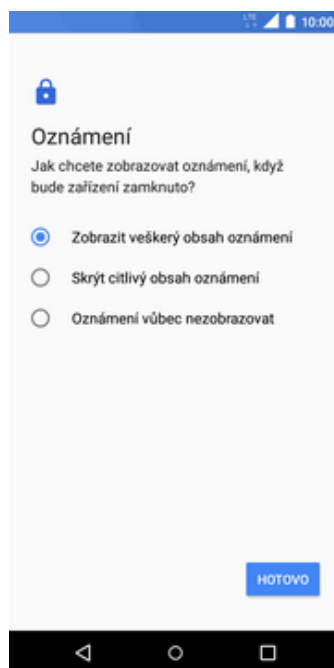 LTE 10:00
Oznámení
Jak chcete zobrazovat oznámení, když
bude zařízení zamknuto?
Zobrazit veškerý obsah oznámení
Skrýt citlivý obsah oznámení
Oznámení vůbec nezobrazovat
HOTOVO